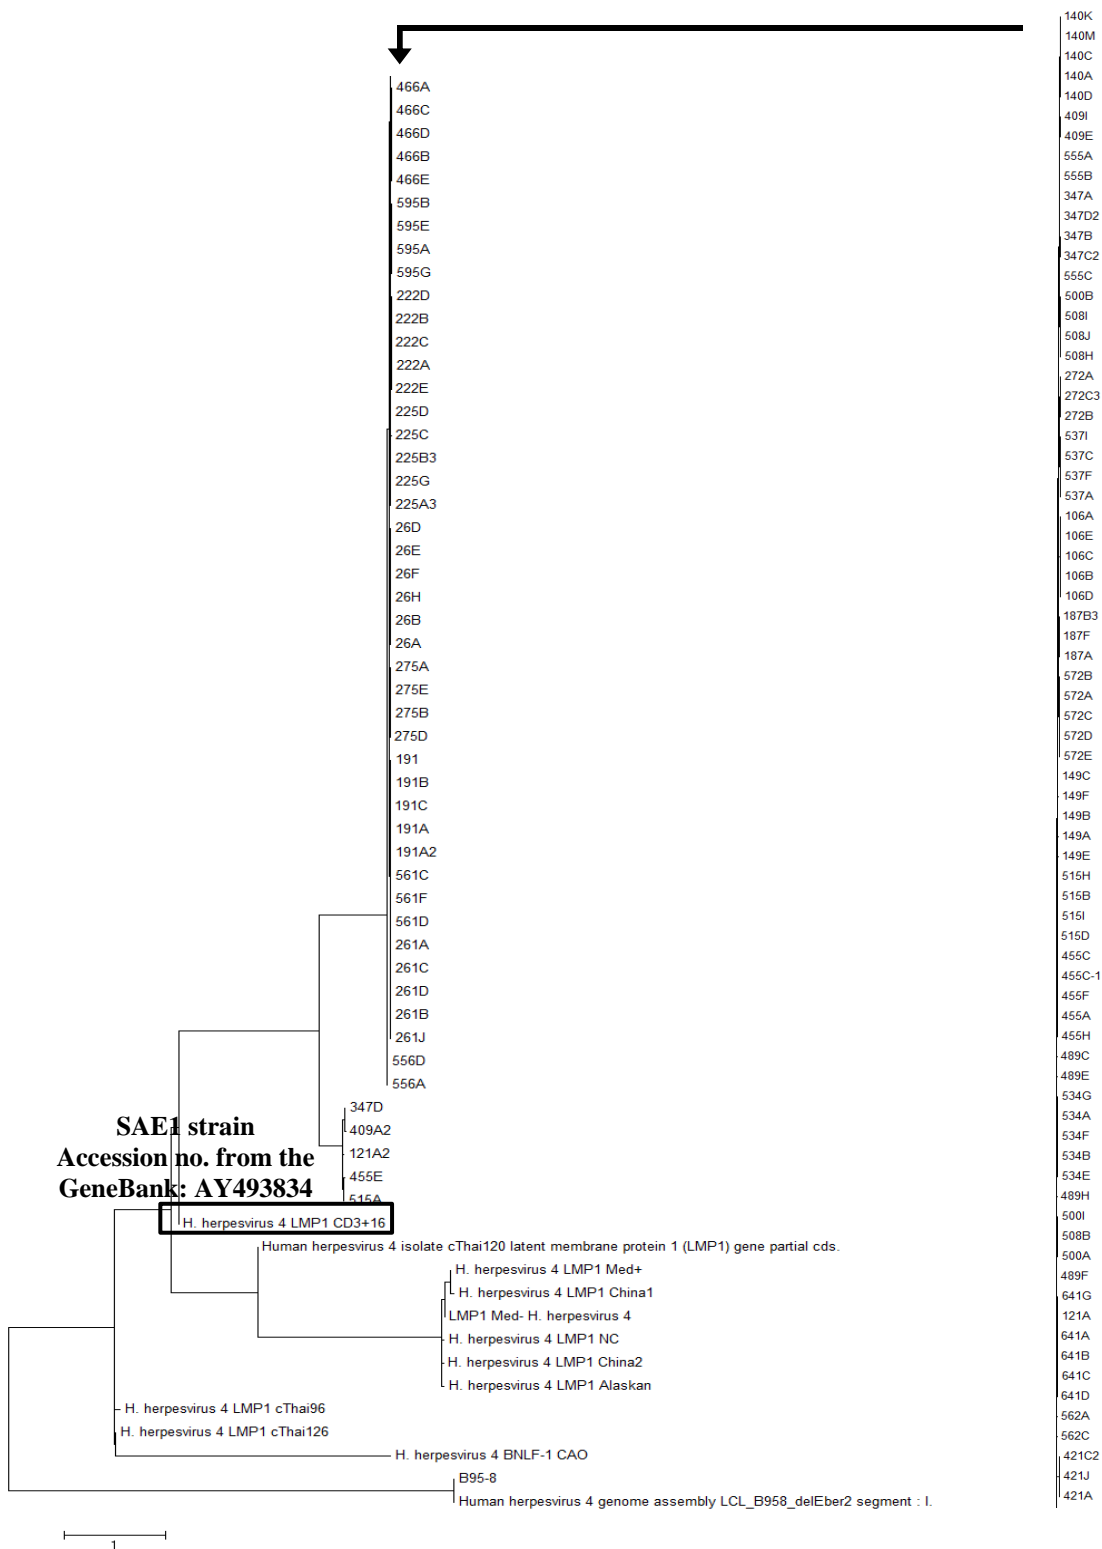 466A
466C
466D
466B
466E
595B
595E
595A
595G
222D
222B
222C
222A
222E
225D
225C
225B3
225G
225A3
26D
26E
26F
26H
26B
26A
275A
275E
275B
275D
191
191B
191C
191A
191A2
561C
561F
561D
261A
261C
261D
261B
261J
556D
556A
347D
409A2
121A2
455E
515A
SAE1 strain
Accession no. from the
GeneBank: AY493834
H. herpesvirus 4 LMP1 CD3+16
Human herpesvirus 4 isolate cThai120 latent membrane protein 1 (LMP1) gene partial cds.
H. herpesvirus 4 LMP1 Med+
H. herpesvirus 4 LMP1 China1
LMP1 Med- H. herpesvirus 4
H. herpesvirus 4 LMP1 NC
H. herpesvirus 4 LMP1 China2
H. herpesvirus 4 LMP1 Alaskan
H. herpesvirus 4 LMP1 cThai96
H. herpesvirus 4 LMP1 cThai126
H. herpesvirus 4 BNLF-1 CAO
B95-8
Human herpesvirus 4 genome assembly LCL_B958_delEber2 segment : I.
1
140K
140M
140C
140A
140D
409I
409E
555A
555B
347A
347D2
347B
347C2
555C
500B
508I
508J
508H
272A
272C3
272B
537I
537C
537F
537A
106A
106E
106C
106B
106D
187B3
187F
187A
572B
572A
572C
572D
572E
149C
149F
149B
149A
149E
515H
515B
515I
515D
455C
455C-1
455F
455A
455H
489C
489E
534G
534A
534F
534B
534E
489H
500I
508B
500A
489F
641G
121A
641A
641B
641C
641D
562A
562C
421C2
421J
421A